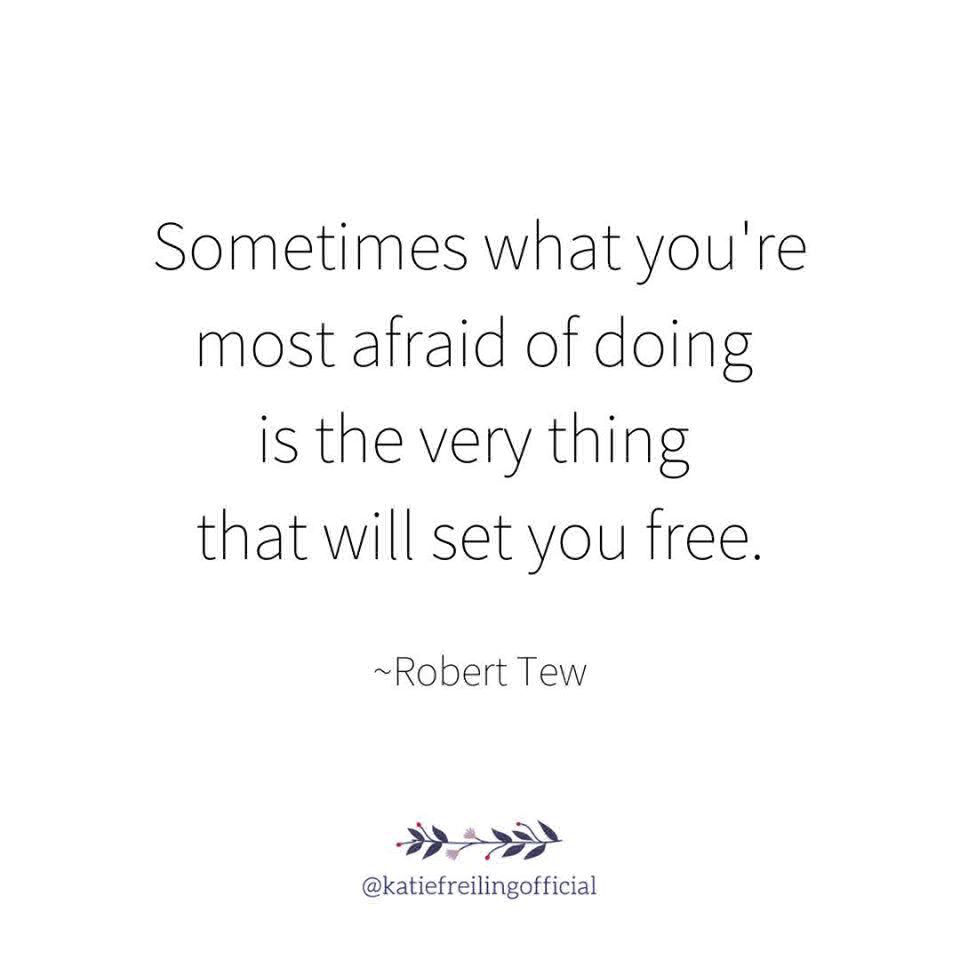 Sometimes what you're
most afraid of doing
is the very thing
that will set you free.
~Robert Tew
@katiefreilingofficial